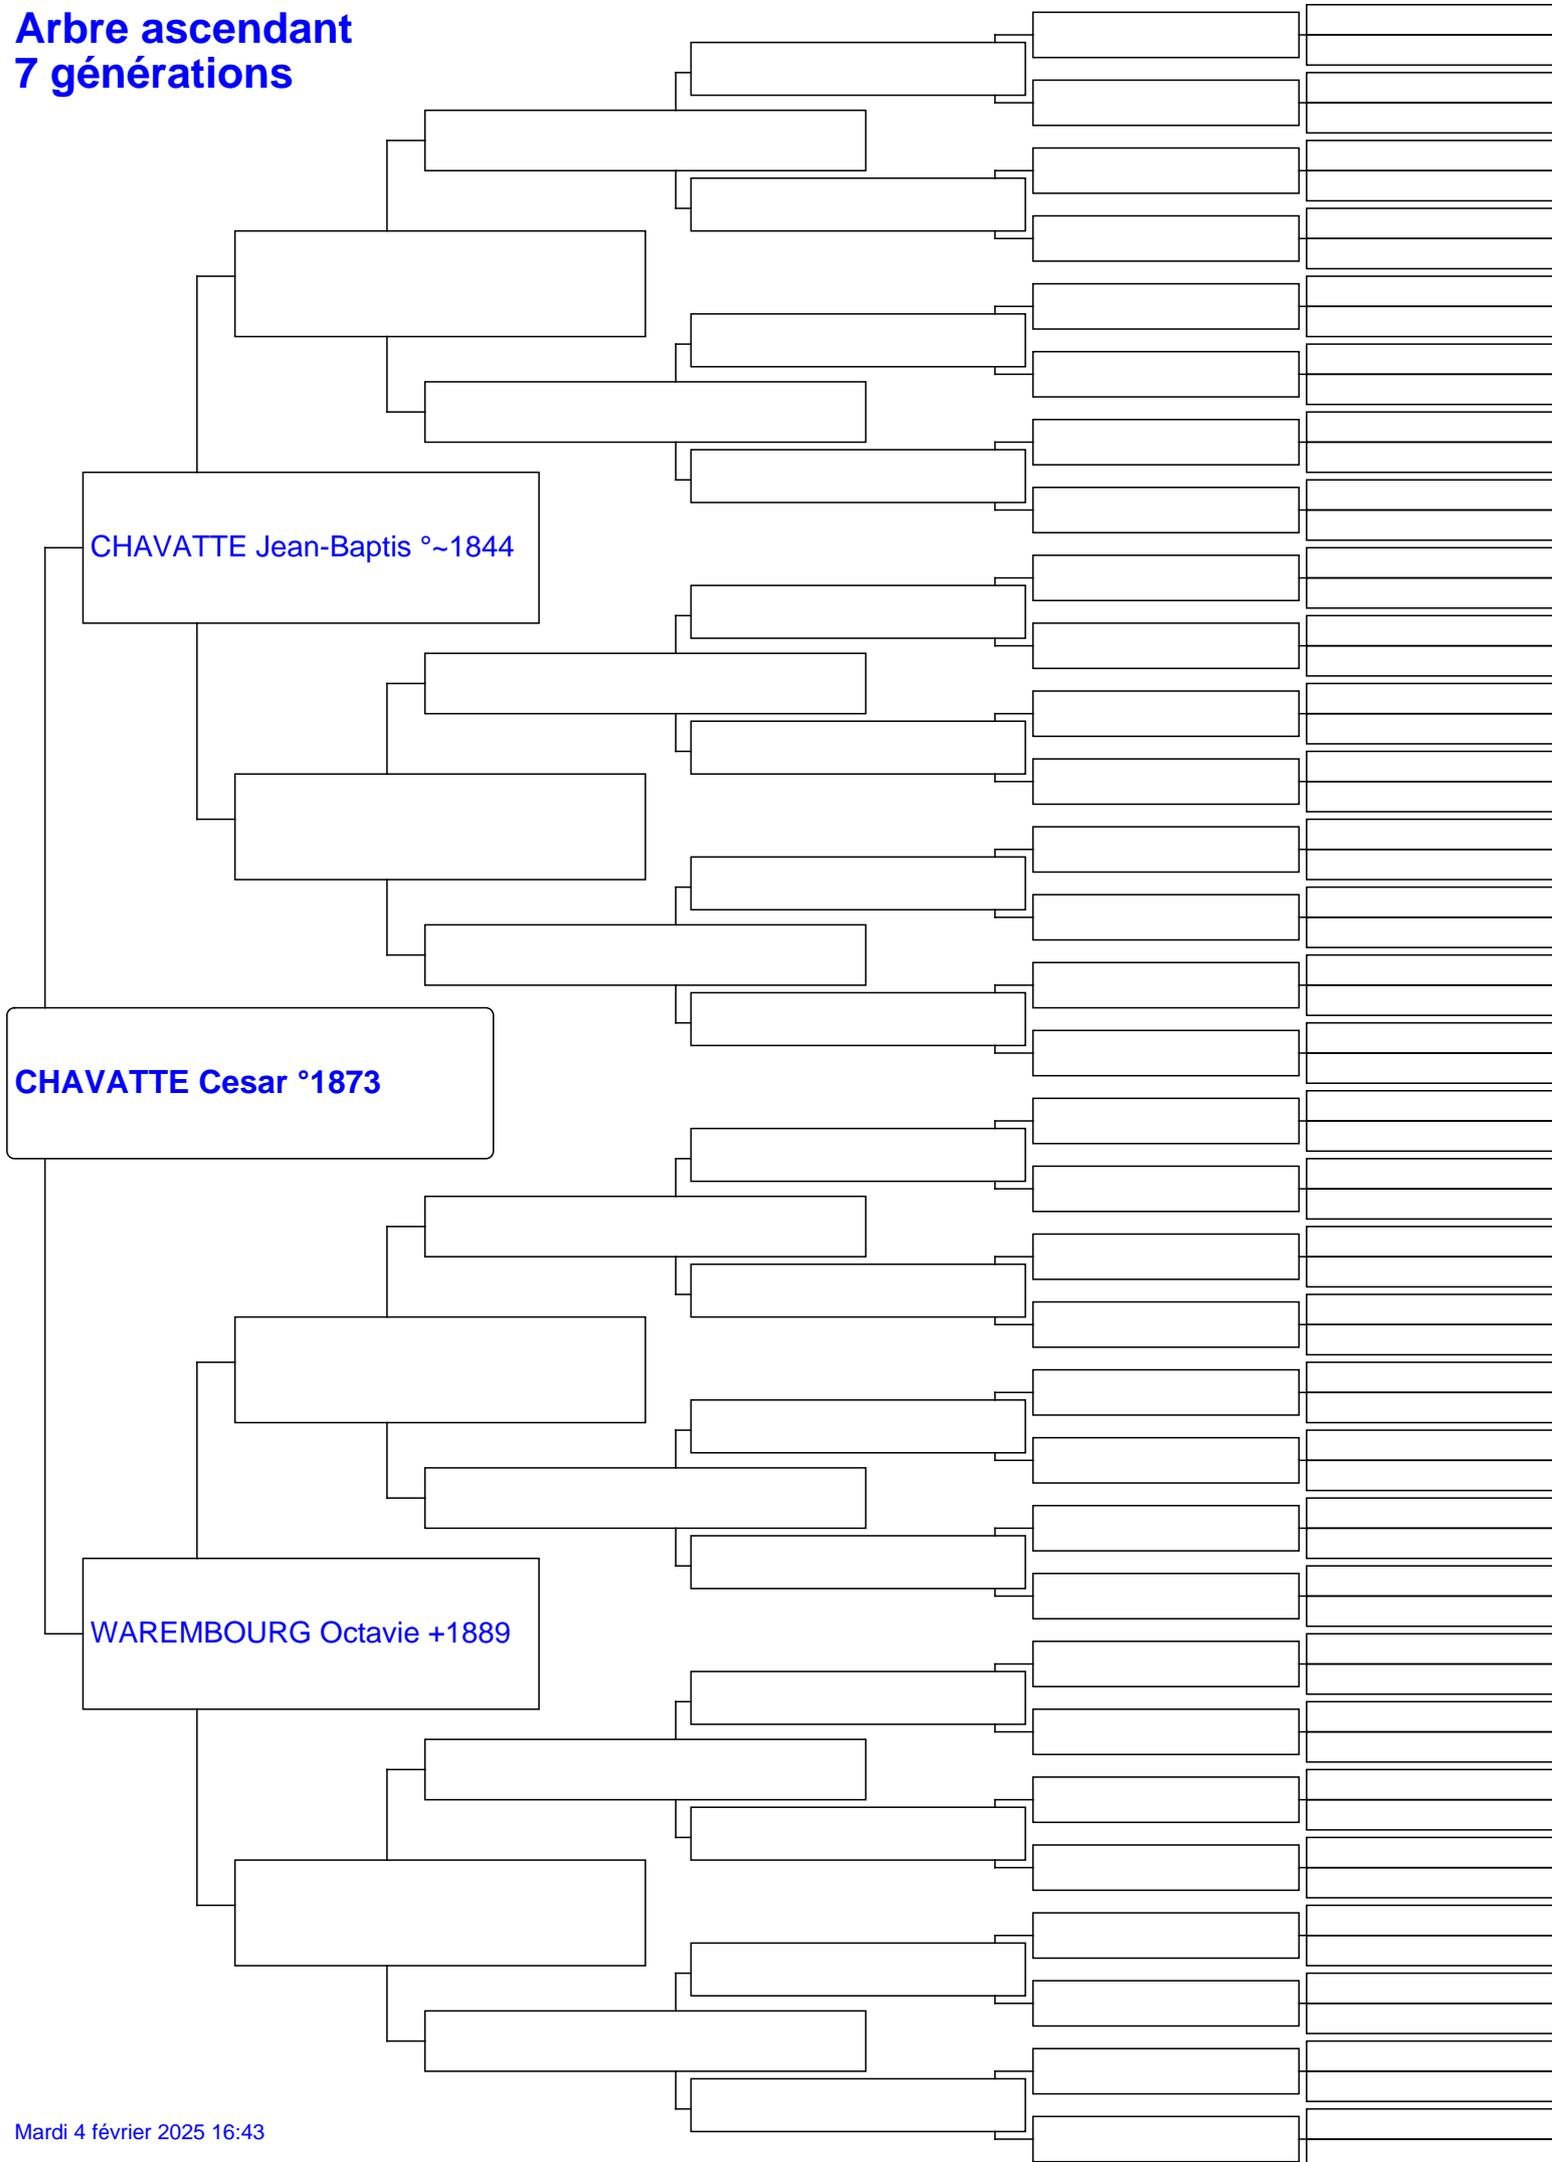 Arbre ascendant
7 générations
CHAVATTE Jean-Baptis °~1844
CHAVATTE Cesar °1873
WAREMBOURG Octavie +1889
Mardi 4 février 2025 16:43